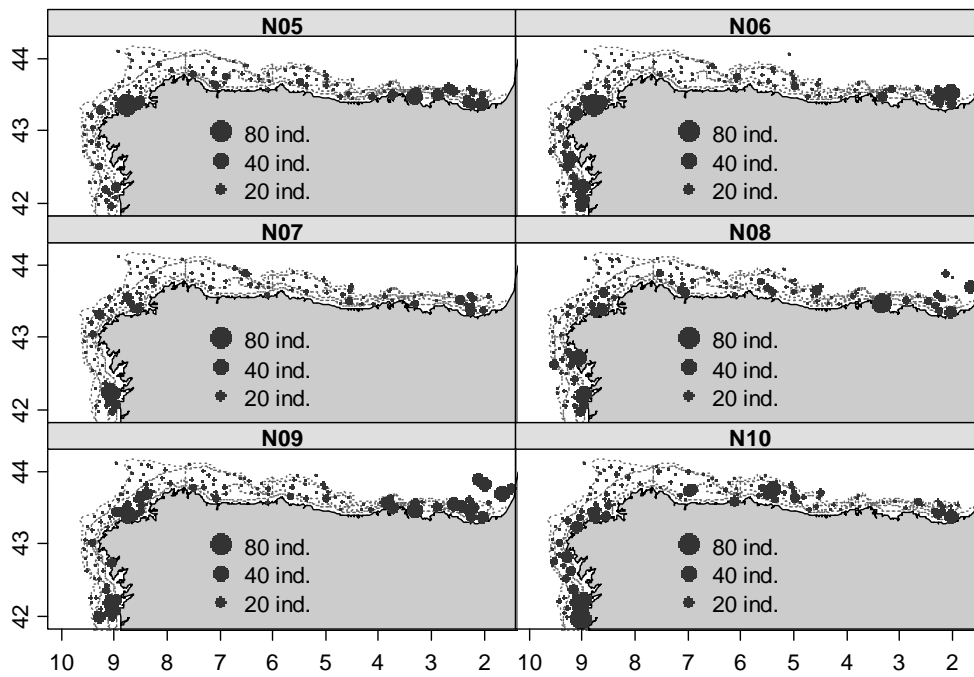 N05 N06
44
43
42
80 ind. 80 ind.
40 ind. 40 ind.
20 ind. 20 ind.
N07 N08
44
43
42
80 ind. 80 ind.
40 ind. 40 ind.
20 ind. 20 ind.
N09 N10
44
43
42
80 ind. 80 ind.
40 ind. 40 ind.
20 ind. 20 ind.
10 9 8 7 6 5 4 3 2 10 9 8 7 6 5 4 3 2